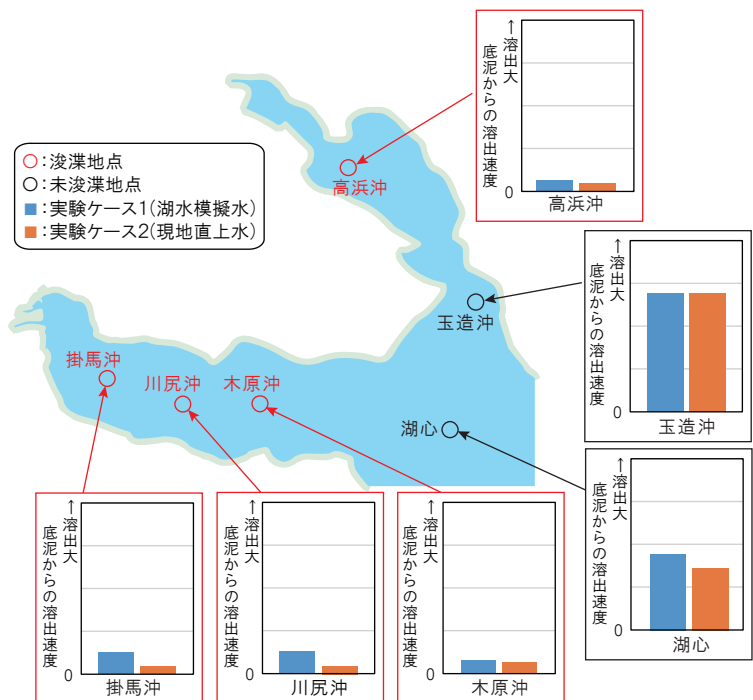 ○:浚渫地点
○:未浚渫地点
■:実験ケース1(湖水模擬水)
■:実験ケース2(現地直上水)
高浜沖
玉造沖
掛馬沖
川尻沖
木原沖
湖心
↑溶出大
底泥からの溶出速度
0
高浜沖
↑溶出大
底泥からの溶出速度
0
玉造沖
↑溶出大
底泥からの溶出速度
0
湖心
↑溶出大
底泥からの溶出速度
0
掛馬沖
↑溶出大
底泥からの溶出速度
0
川尻沖
↑溶出大
底泥からの溶出速度
0
木原沖